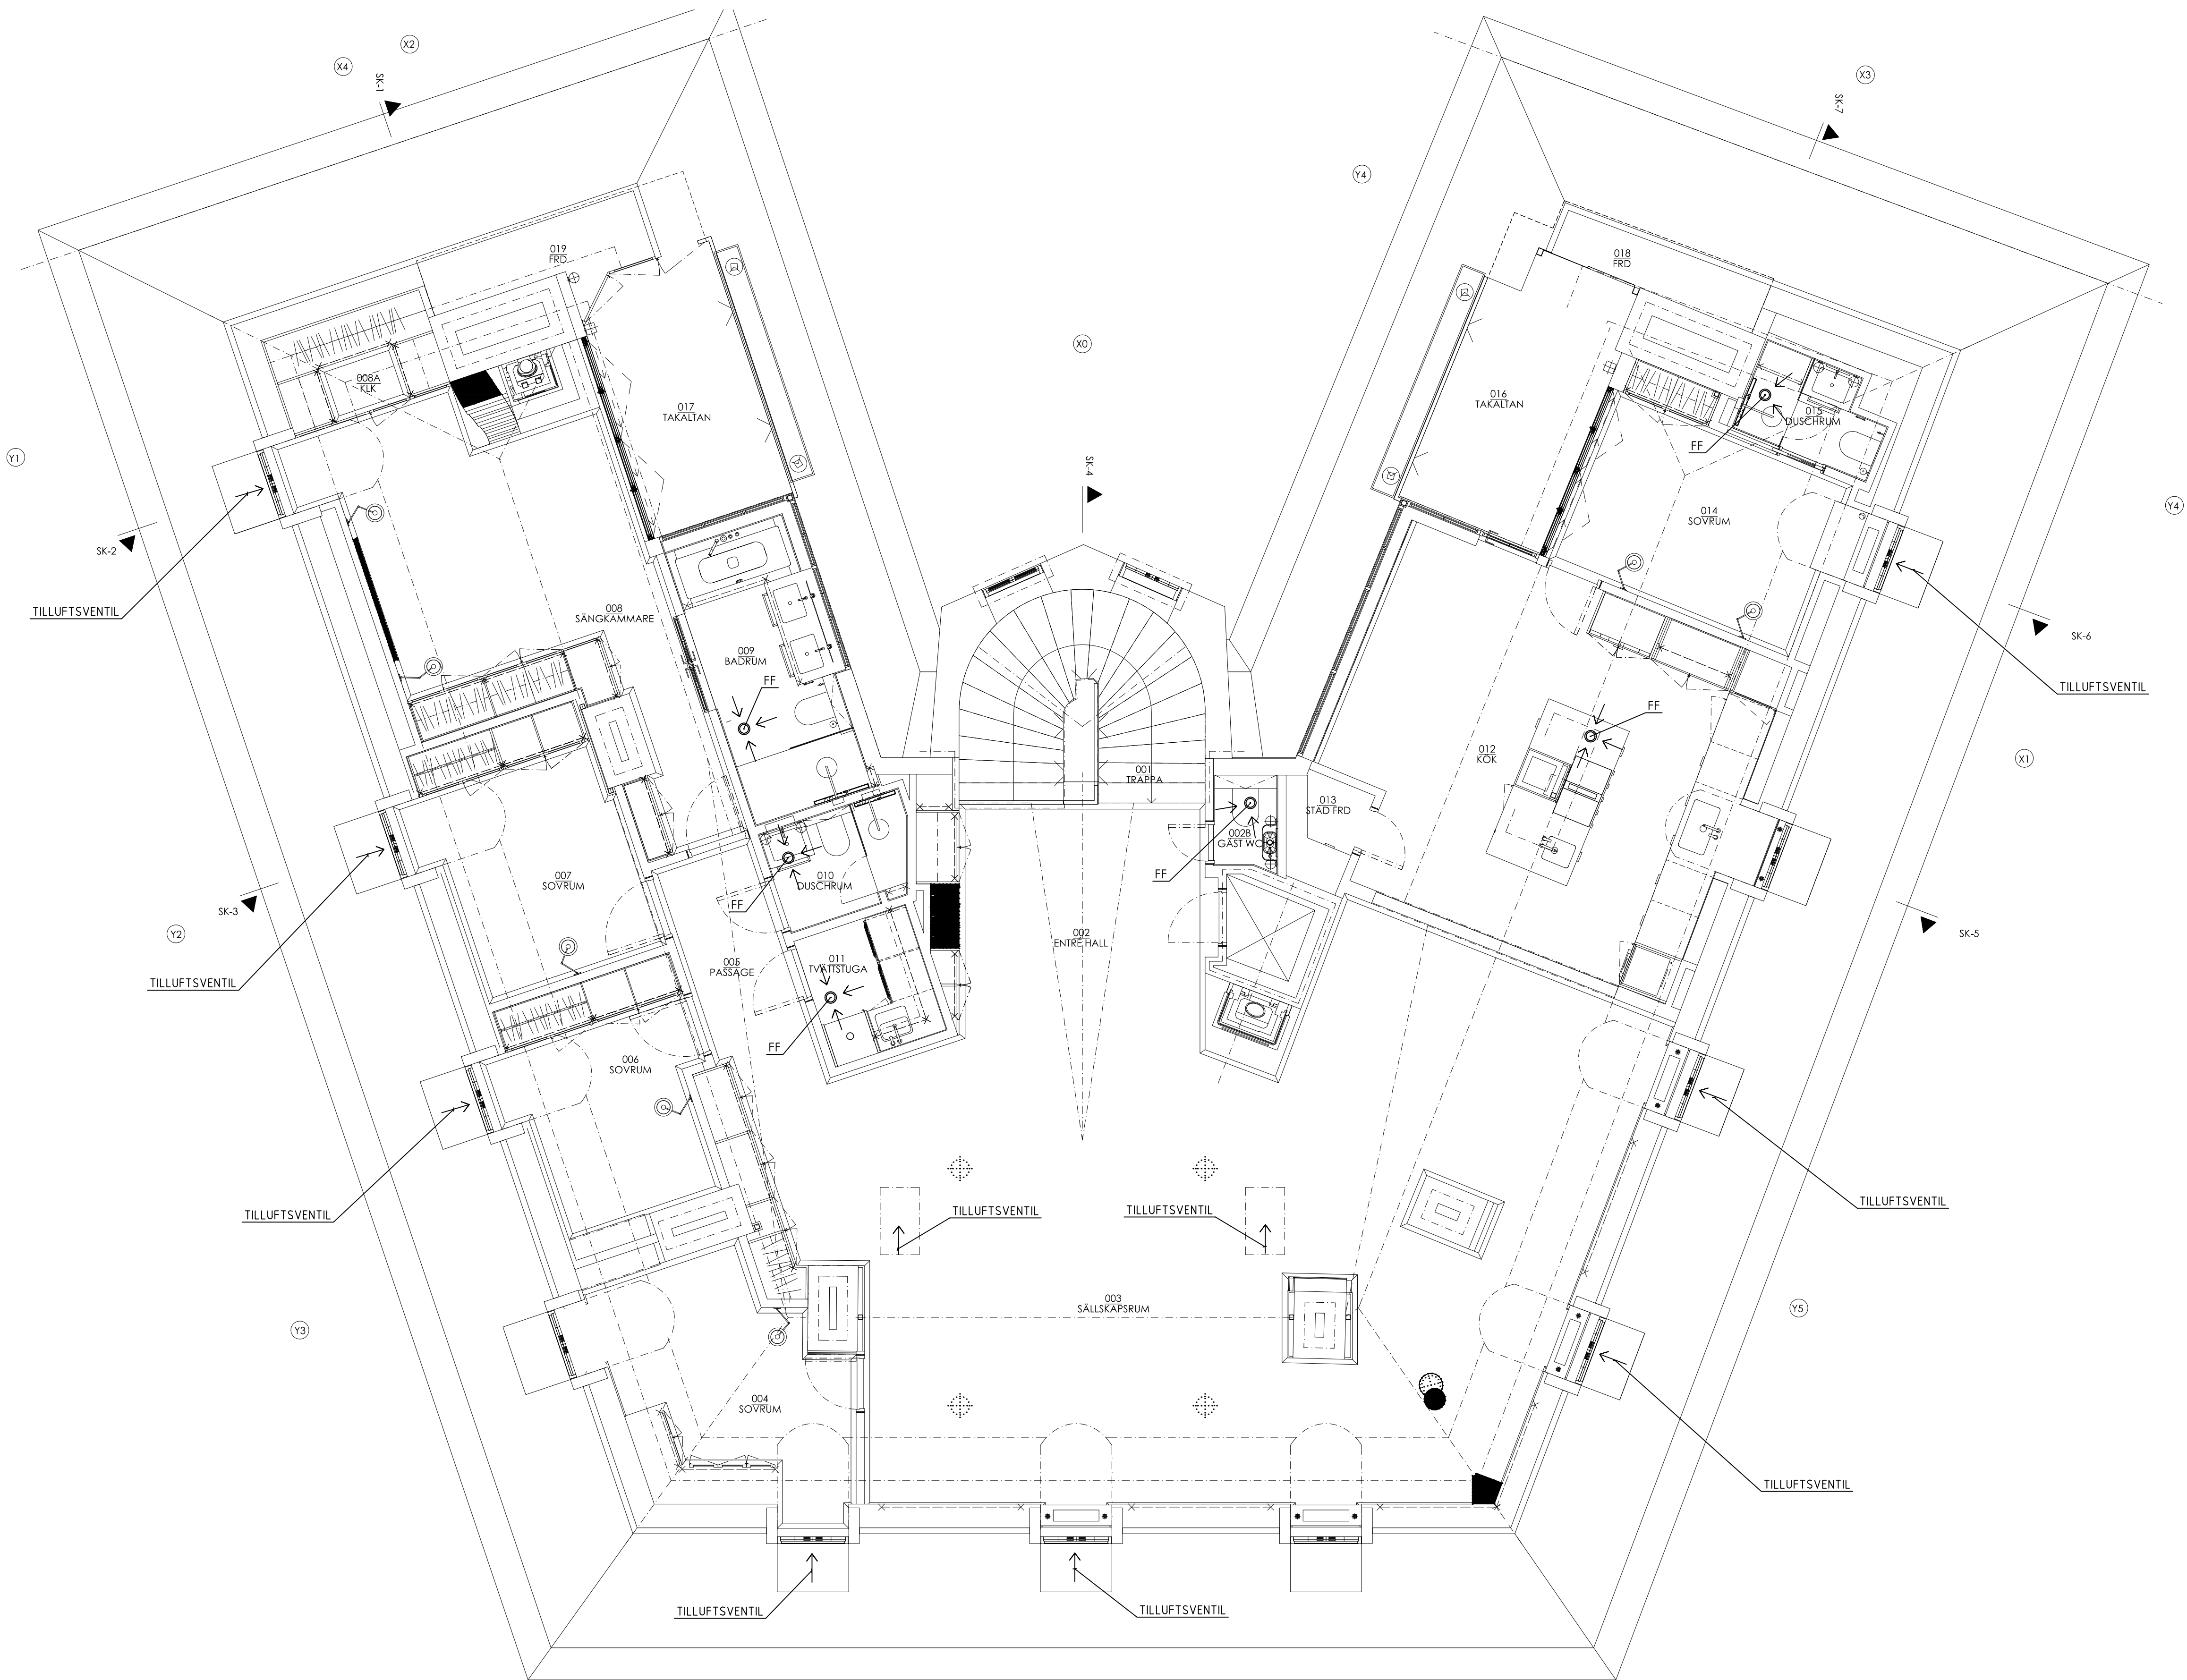 X2
X4
SK-1
X3
SK-7
Y4
019
FRD
018
FRD
X0
008A
KLK
017
TAKALTAN
016
TAKALTAN
015
DUSCHRUM
FF
Y1
SK-4
Y4
014
SOVRUM
SK-2
TILLUFTSVENTIL
008
SÄNGKAMMARE
SK-6
009
BADRUM
FF
TILLUFTSVENTIL
FF
012
KÖK
X1
001
TRAPPA
013
STÄD FRD
002B
GÄST WC
FF
007
SOVRUM
010
DUSCHRUM
FF
SK-3
Y2
002
ENTRE HALL
SK-5
005
PASSAGE
011
TVÄTTSTUGA
TILLUFTSVENTIL
FF
006
SOVRUM
TILLUFTSVENTIL
TILLUFTSVENTIL
TILLUFTSVENTIL
TILLUFTSVENTIL
003
SÄLLSKAPSRUM
Y3
Y5
004
SOVRUM
TILLUFTSVENTIL
TILLUFTSVENTIL
TILLUFTSVENTIL